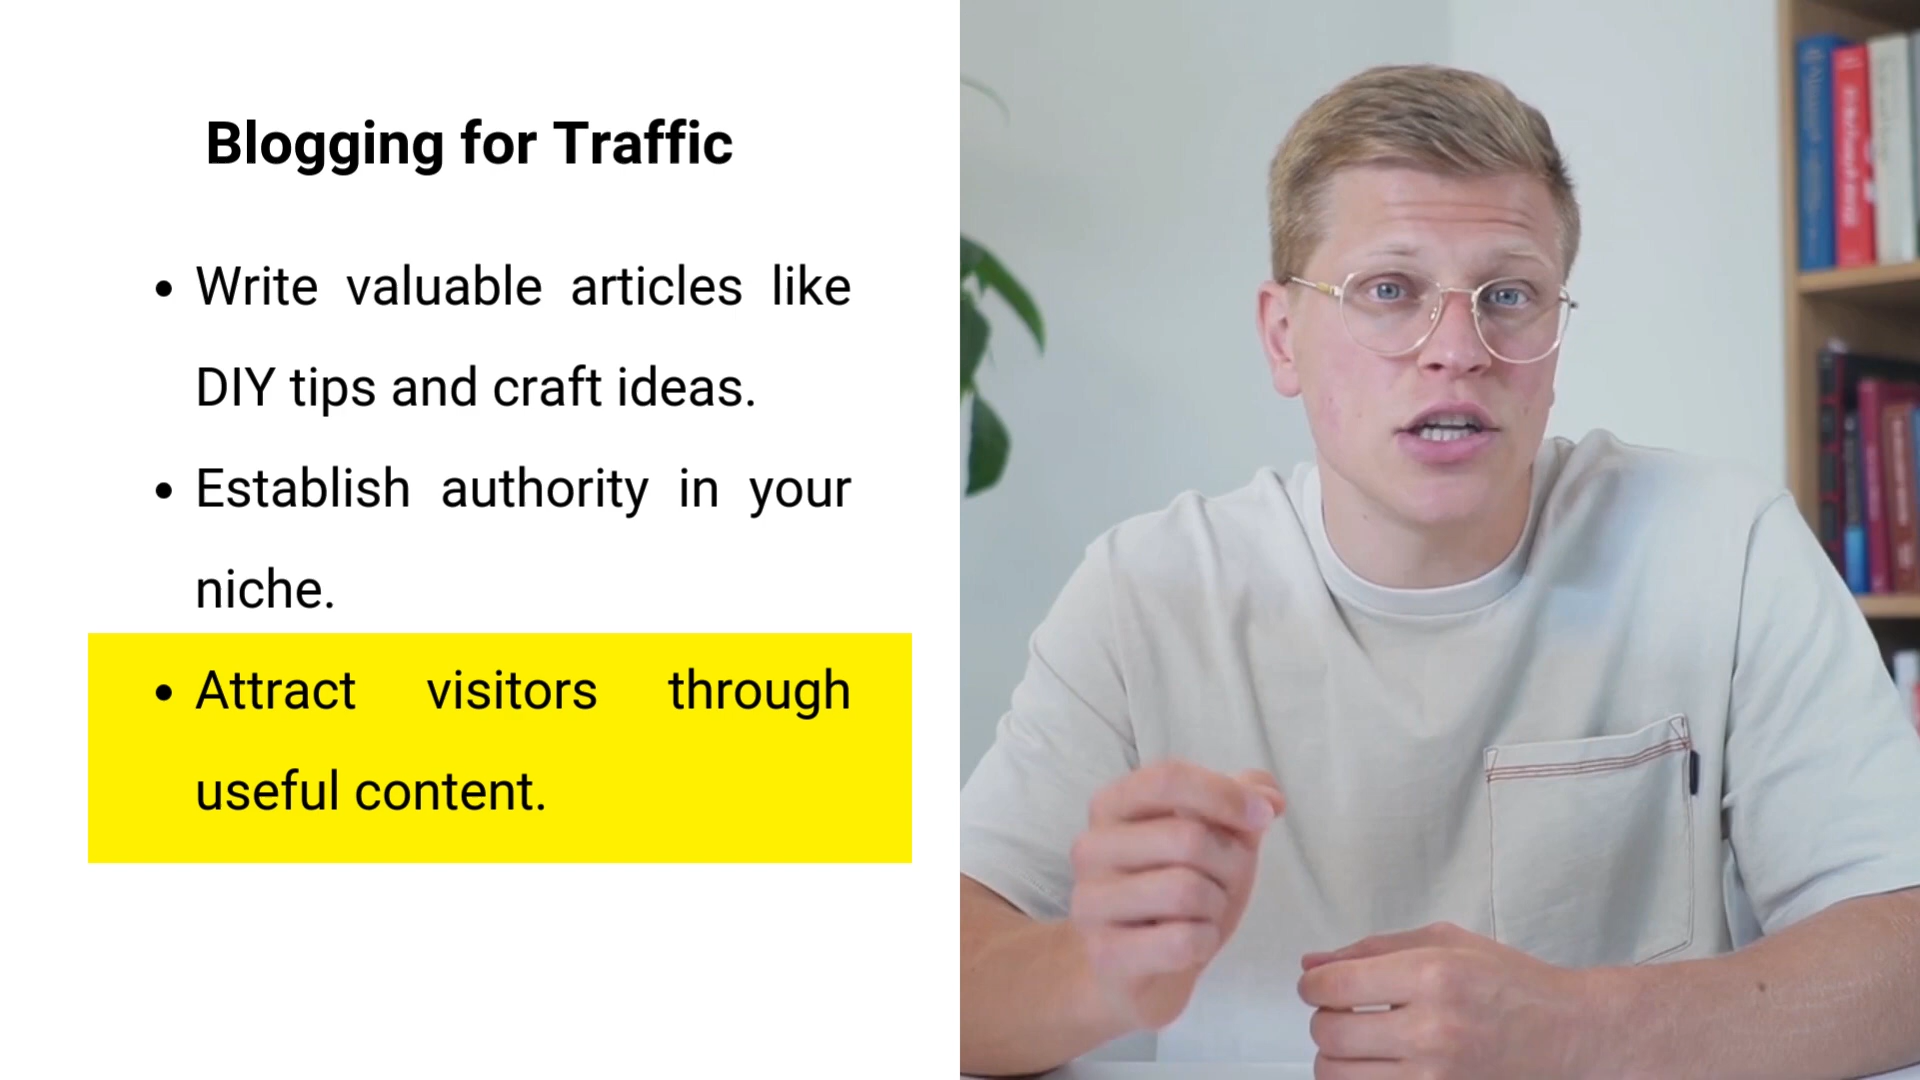 Blogging for Traffic
• Write valuable articles like
DIY tips and craft ideas.
• Establish authority in your
niche.
• Attract visitors through
useful content.